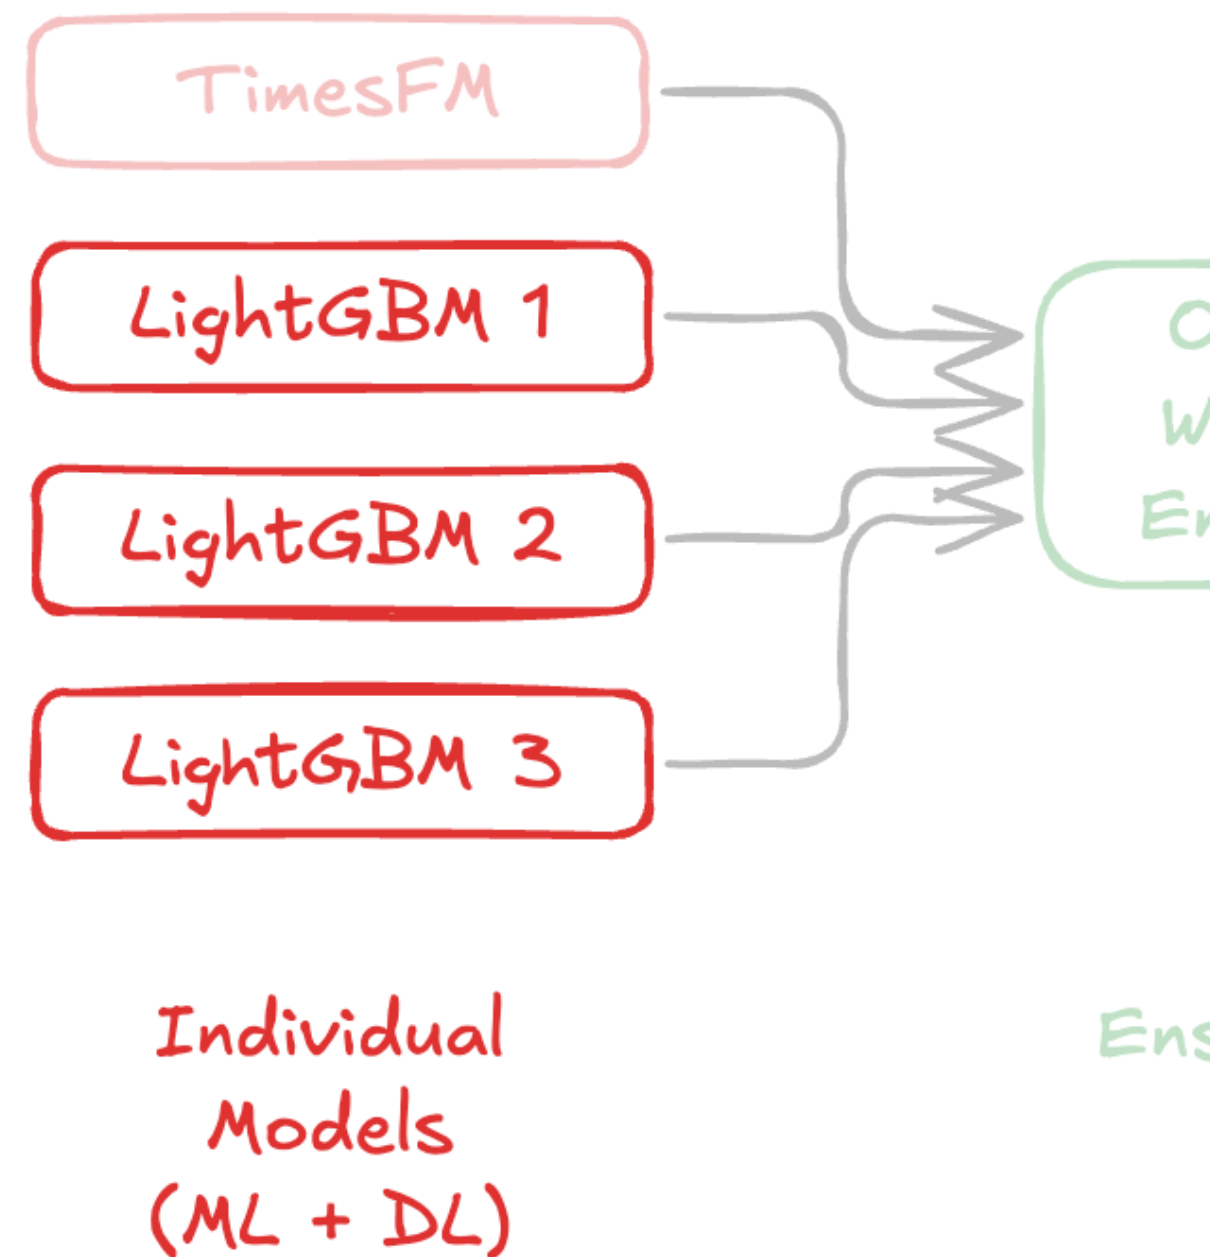 TimesFM
LightGBM 1
LightGBM 2
LightGBM 3
Individual
Models
(ML + DL)